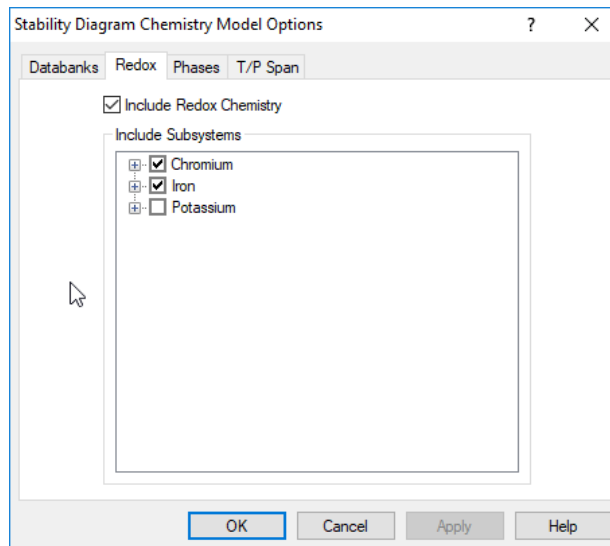 Stability Diagram Chemistry Model Options ? ×
Databanks Redox Phases T/P Span
Include Redox Chemistry
Include Subsystems
Chromium
Iron
Potassium
OK Cancel Apply Help